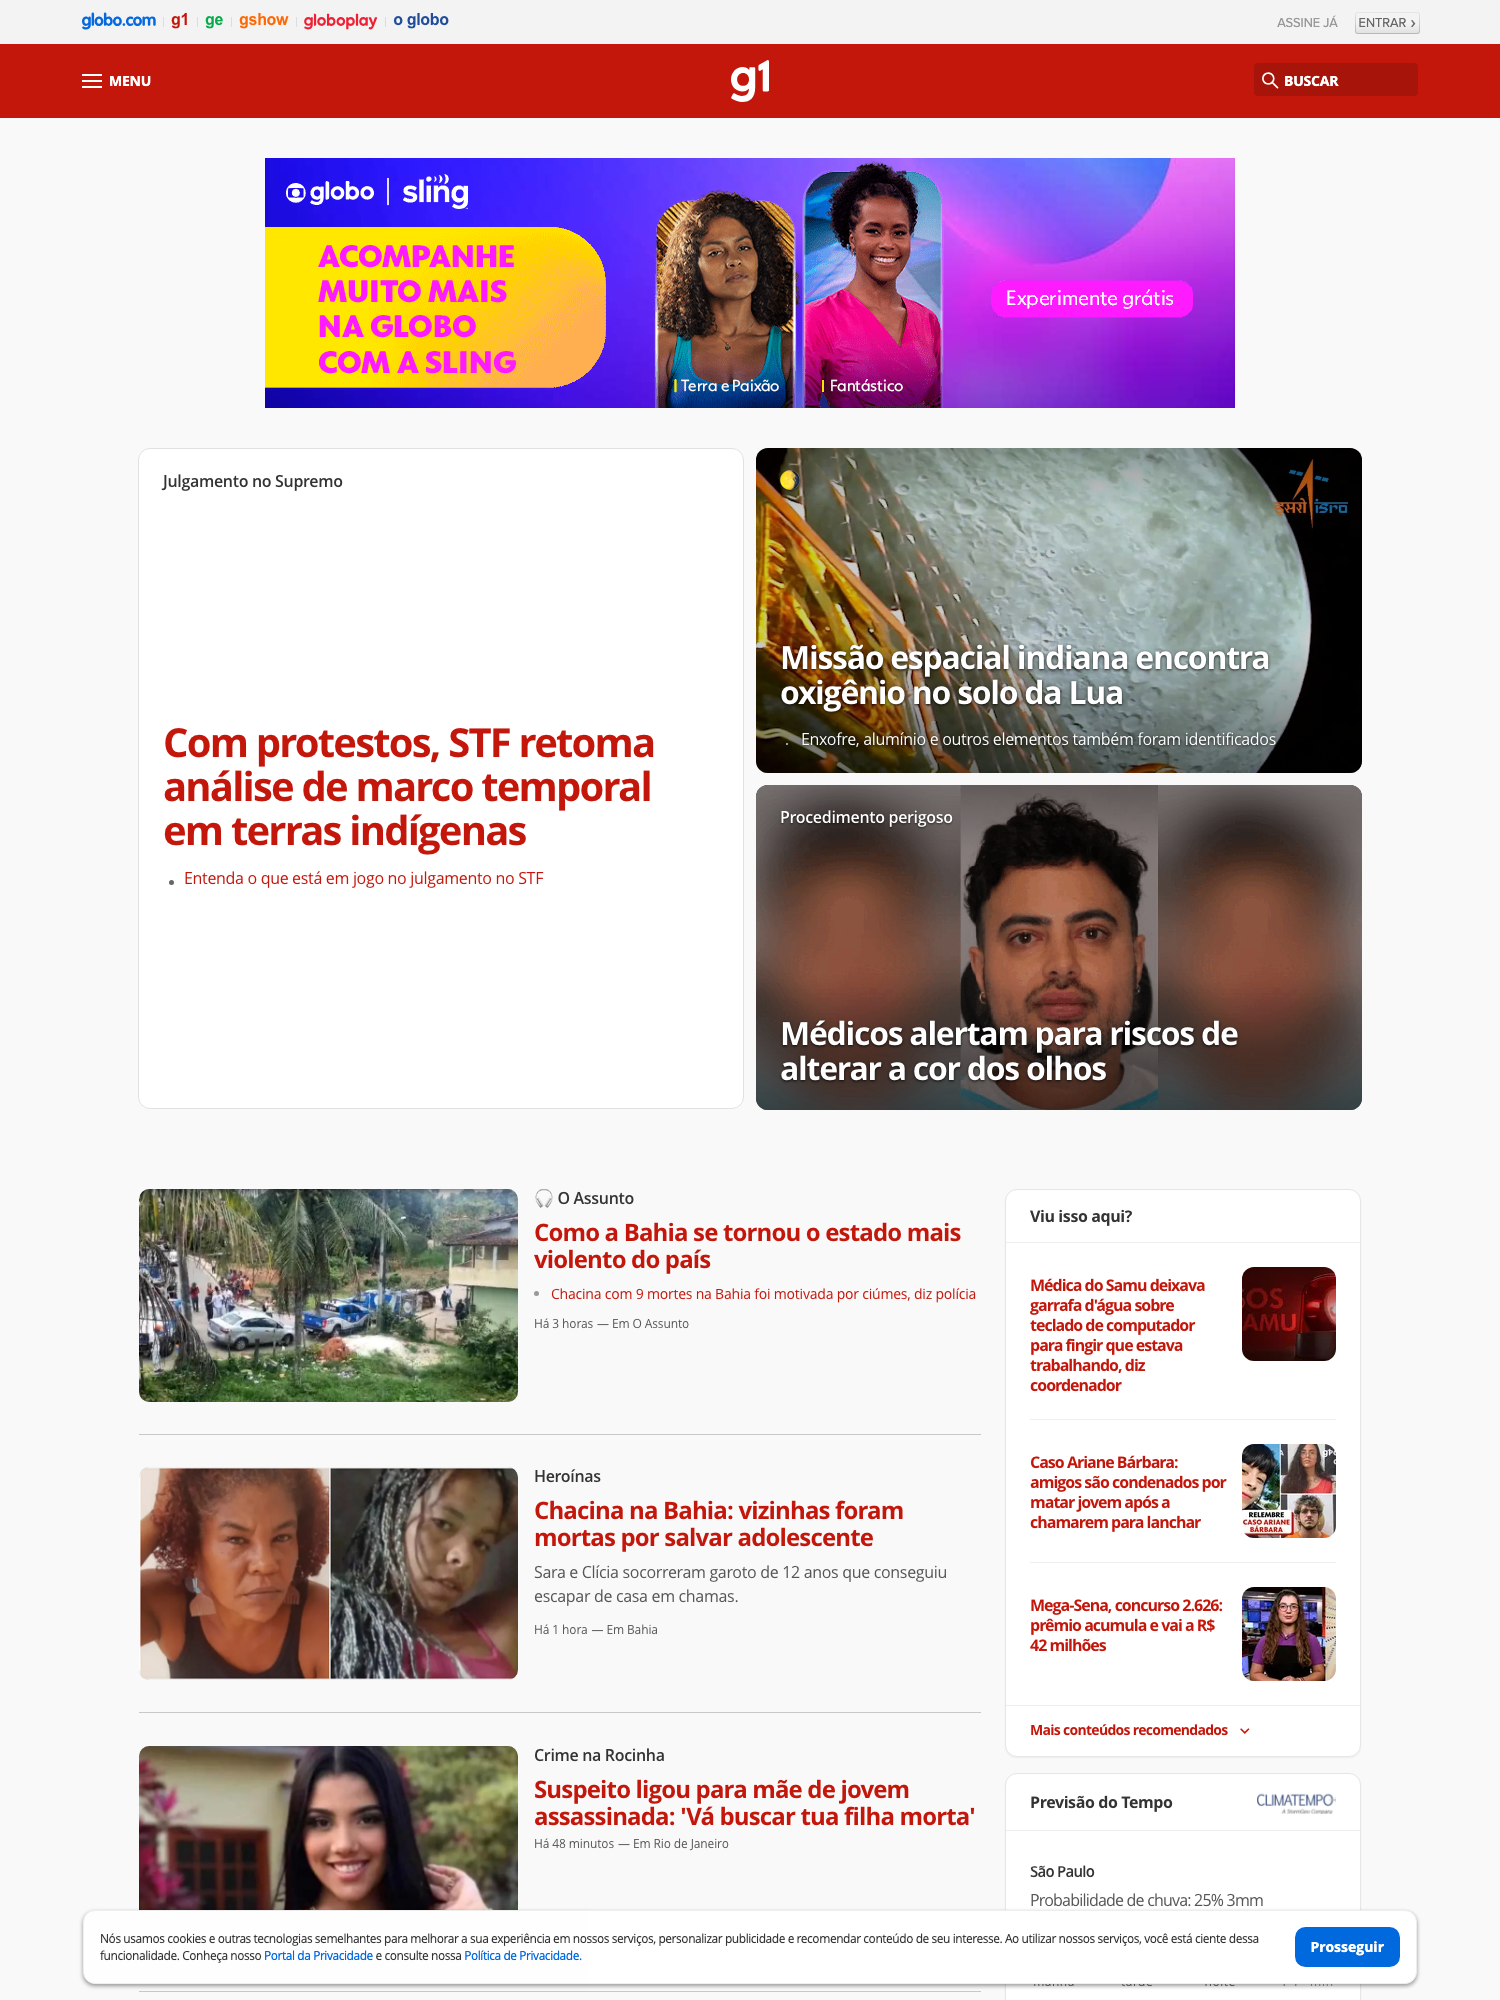 globo.com g1 ge gshow globoplay o globo
ASSINE JÁ ENTRAR ›
MENU
g1
BUSCAR
globo | sling
ACOMPANHE
MUITO MAIS
NA GLOBO
COM A SLING
Terra e Paixão
Fantástico
Experimente grátis
Julgamento no Supremo
Com protestos, STF retoma
análise de marco temporal
em terras indígenas
Entenda o que está em jogo no julgamento no STF
इसरो isro
Missão espacial indiana encontra
oxigênio no solo da Lua
Enxofre, alumínio e outros elementos também foram identificados
Procedimento perigoso
Médicos alertam para riscos de
alterar a cor dos olhos
O Assunto
Como a Bahia se tornou o estado mais
violento do país
Chacina com 9 mortes na Bahia foi motivada por ciúmes, diz polícia
Há 3 horas — Em O Assunto
Heroínas
Chacina na Bahia: vizinhas foram
mortas por salvar adolescente
Sara e Clícia socorreram garoto de 12 anos que conseguiu
escapar de casa em chamas.
Há 1 hora — Em Bahia
Crime na Rocinha
Suspeito ligou para mãe de jovem
assassinada: 'Vá buscar tua filha morta'
Há 48 minutos — Em Rio de Janeiro
Viu isso aqui?
Médica do Samu deixava
garrafa d'água sobre
teclado de computador
para fingir que estava
trabalhando, diz
coordenador
Caso Ariane Bárbara:
amigos são condenados por
matar jovem após a
chamarem para lanchar
RELEMBRE
CASO ARIANE
BÁRBARA
Mega-Sena, concurso 2.626:
prêmio acumula e vai a R$
42 milhões
Mais conteúdos recomendados
Previsão do Tempo
CLIMATEMPO
A StormGeo Company
São Paulo
Probabilidade de chuva: 25% 3mm
Nós usamos cookies e outras tecnologias semelhantes para melhorar a sua experiência em nossos serviços, personalizar publicidade e recomendar conteúdo de seu interesse. Ao utilizar nossos serviços, você está ciente dessa
funcionalidade. Conheça nosso Portal da Privacidade e consulte nossa Política de Privacidade.
Prosseguir